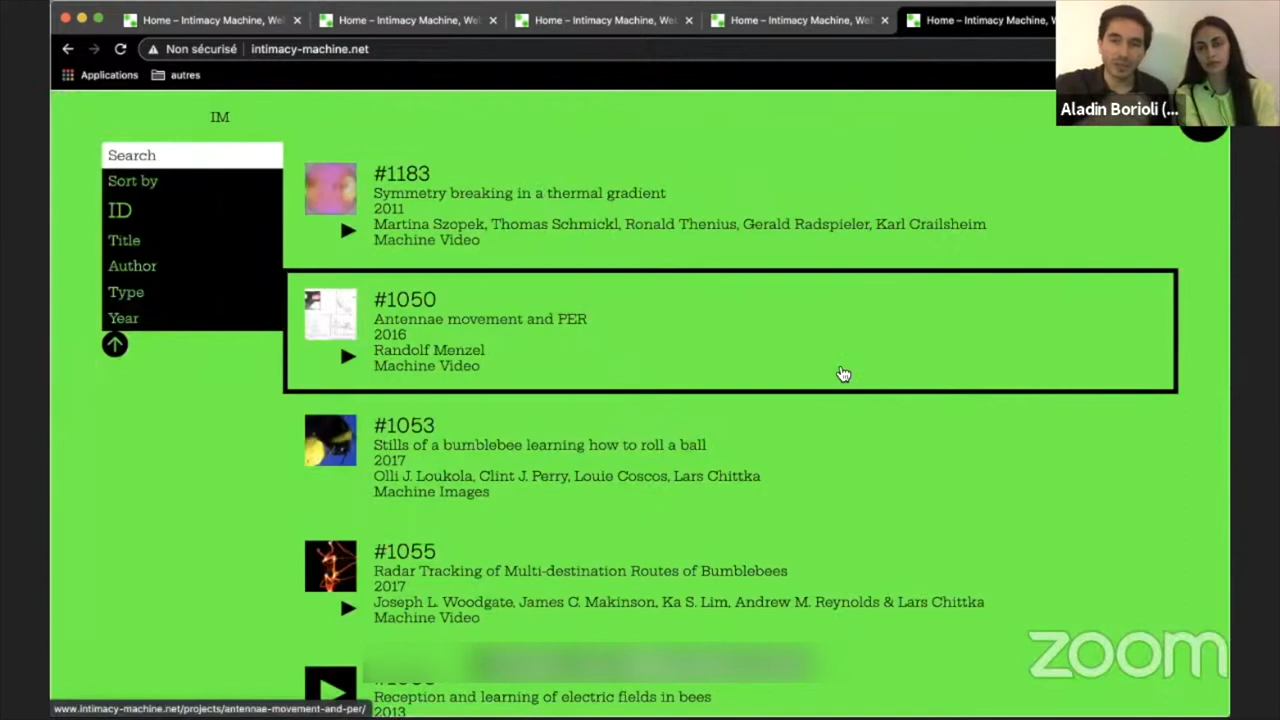 Home – Intimacy Machine, We
Home – Intimacy Machine, We
Home – Intimacy Machine, We
Home – Intimacy Machine, We
Home – Intimacy Machine, W
Non sécurisé
intimacy-machine.net
Applications
autres
Aladin Borioli (...
IM
Search
Sort by
ID
Title
Author
Type
Year
#1183
Symmetry breaking in a thermal gradient
2011
Martina Szopek, Thomas Schmickl, Ronald Thenius, Gerald Radspieler, Karl Crailsheim
Machine Video
#1050
Antennae movement and PER
2016
Randolf Menzel
Machine Video
#1053
Stills of a bumblebee learning how to roll a ball
2017
Olli J. Loukola, Clint J. Perry, Louie Coscos, Lars Chittka
Machine Images
#1055
Radar Tracking of Multi-destination Routes of Bumblebees
2017
Joseph L. Woodgate, James C. Makinson, Ka S. Lim, Andrew M. Reynolds & Lars Chittka
Machine Video
Reception and learning of electric fields in bees
2013
www.intimacy-machine.net/projects/antennae-movement-and-per/
zoom